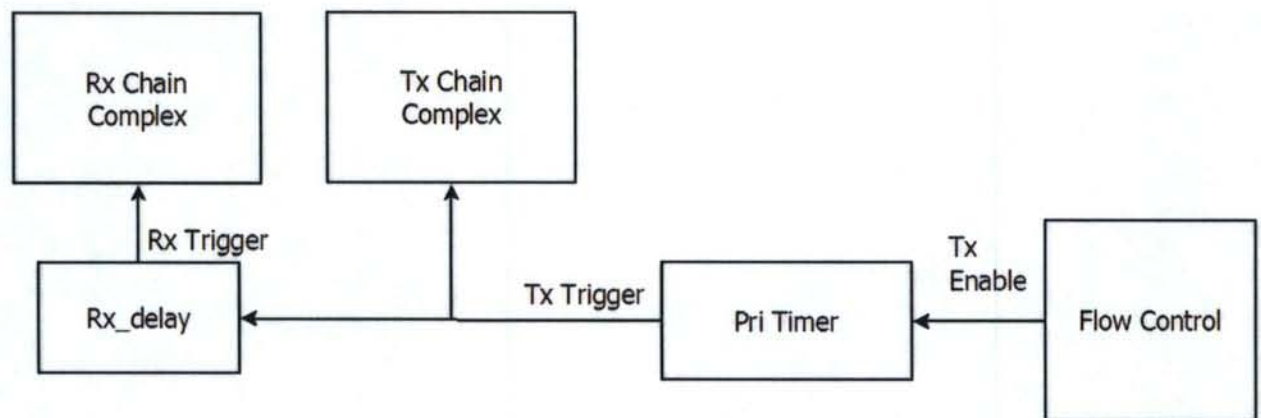 Rx Chain
Complex
Tx Chain
Complex
Rx Trigger
Tx
Enable
Tx Trigger
Rx_delay
Pri Timer
Flow Control